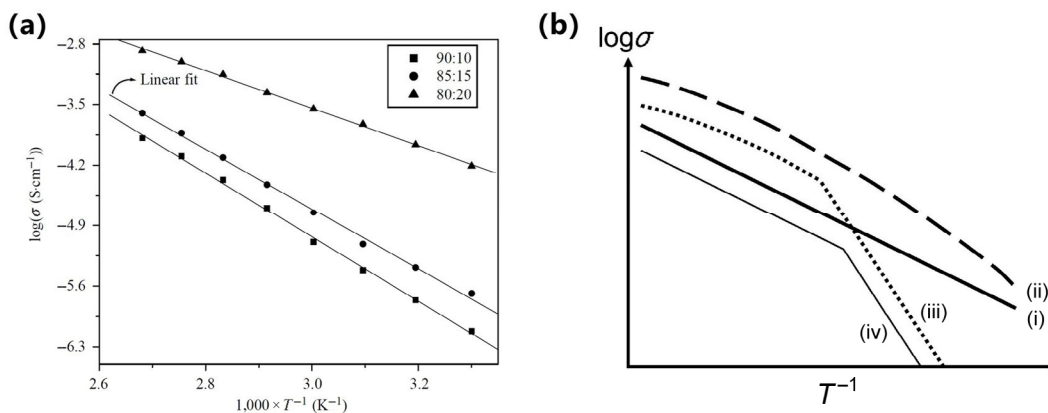 (a)
−2.8
−3.5
−4.2
−4.9
−5.6
−6.3
log(σ (S·cm⁻¹))
Linear fit
90:10
85:15
80:20
2.6
2.8
3.0
3.2
1,000 × T⁻¹ (K⁻¹)
(b)
logσ
(ii)
(i)
(iii)
(iv)
T⁻¹